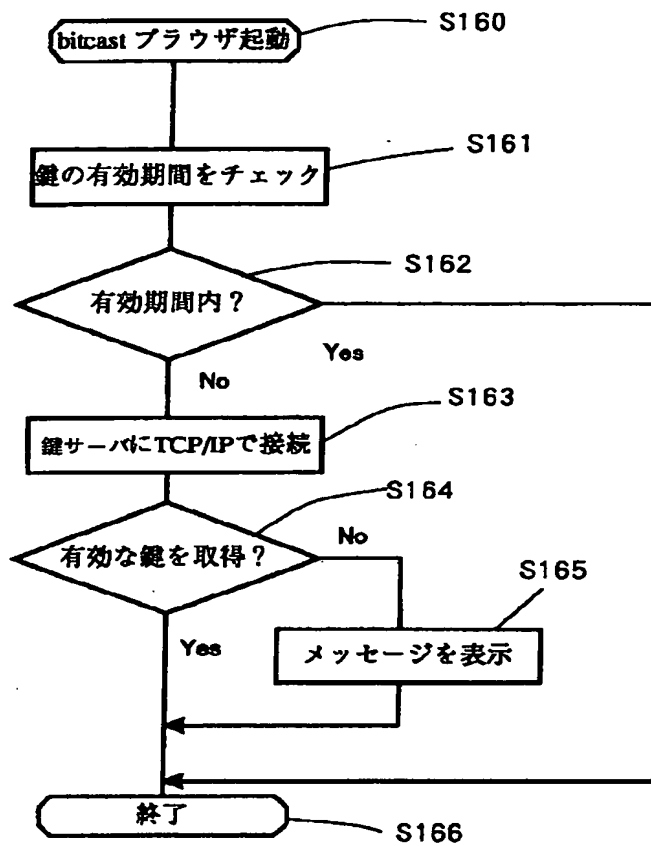 S160
bitcast ブラウザ起動
S161
鍵の有効期間をチェック
S162
有効期間内？
Yes
No
S163
鍵サーバにTCP/IPで接続
S164
有効な鍵を取得？
No
S165
Yes
メッセージを表示
終了
S166